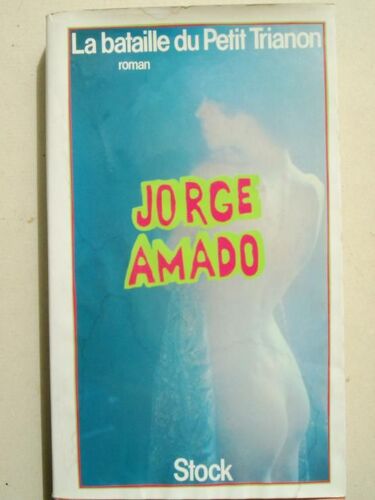 La bataille du Petit Trianon
roman
JORGE
AMADO
Stock